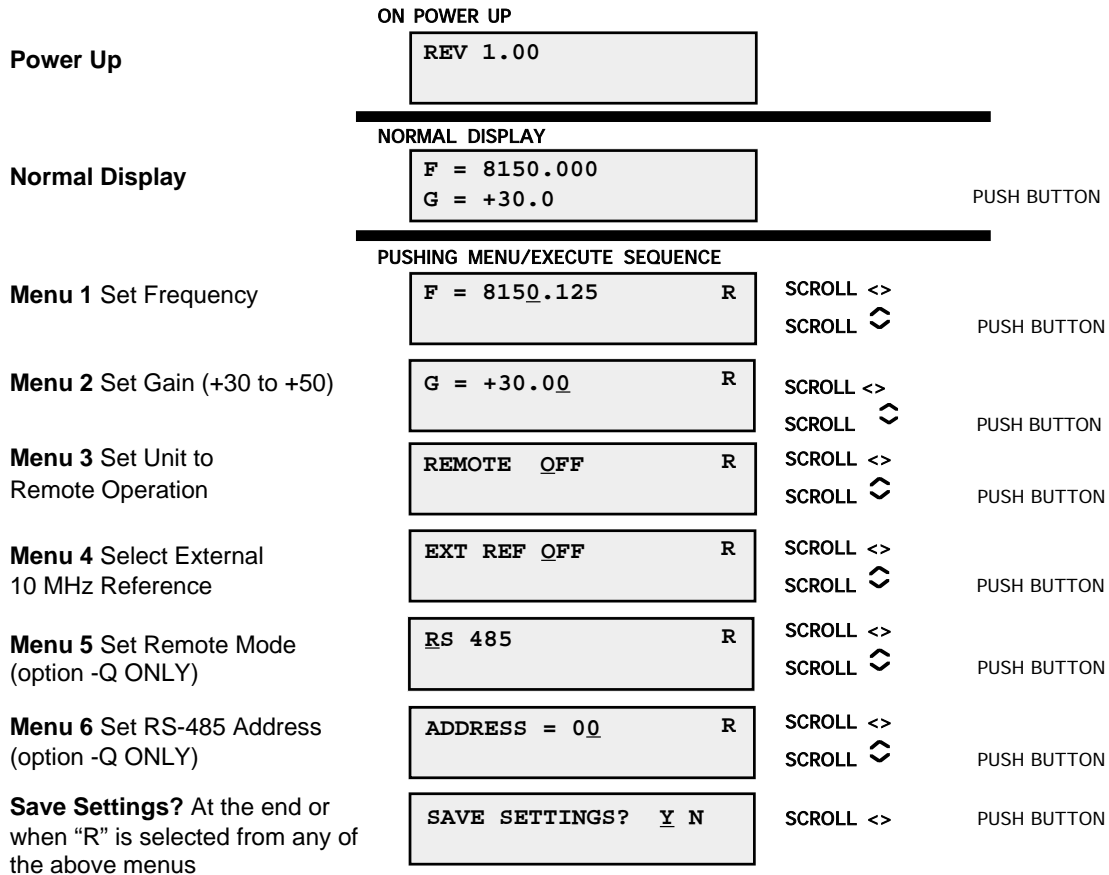 ON POWER UP
Power Up
REV 1.00
NORMAL DISPLAY
Normal Display
F = 8150.000
G = +30.0
PUSH BUTTON
PUSHING MENU/EXECUTE SEQUENCE
Menu 1 Set Frequency
F = 8150.125 R
SCROLL <>
SCROLL
PUSH BUTTON
Menu 2 Set Gain (+30 to +50)
G = +30.00 R
SCROLL <>
SCROLL
PUSH BUTTON
Menu 3 Set Unit to
Remote Operation
REMOTE OFF R
SCROLL <>
SCROLL
PUSH BUTTON
Menu 4 Select External
10 MHz Reference
EXT REF OFF R
SCROLL <>
SCROLL
PUSH BUTTON
Menu 5 Set Remote Mode
(option -Q ONLY)
RS 485 R
SCROLL <>
SCROLL
PUSH BUTTON
Menu 6 Set RS-485 Address
(option -Q ONLY)
ADDRESS = 00 R
SCROLL <>
SCROLL
PUSH BUTTON
Save Settings? At the end or
when “R” is selected from any of
the above menus
SAVE SETTINGS? Y N
SCROLL <>
PUSH BUTTON